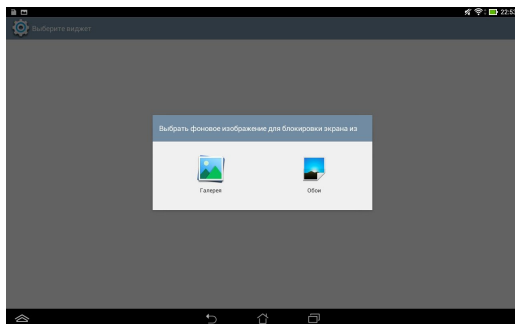 22:53
Выберите виджет
Выбрать фоновое изображение для блокировки экрана из
Галерея
Обои